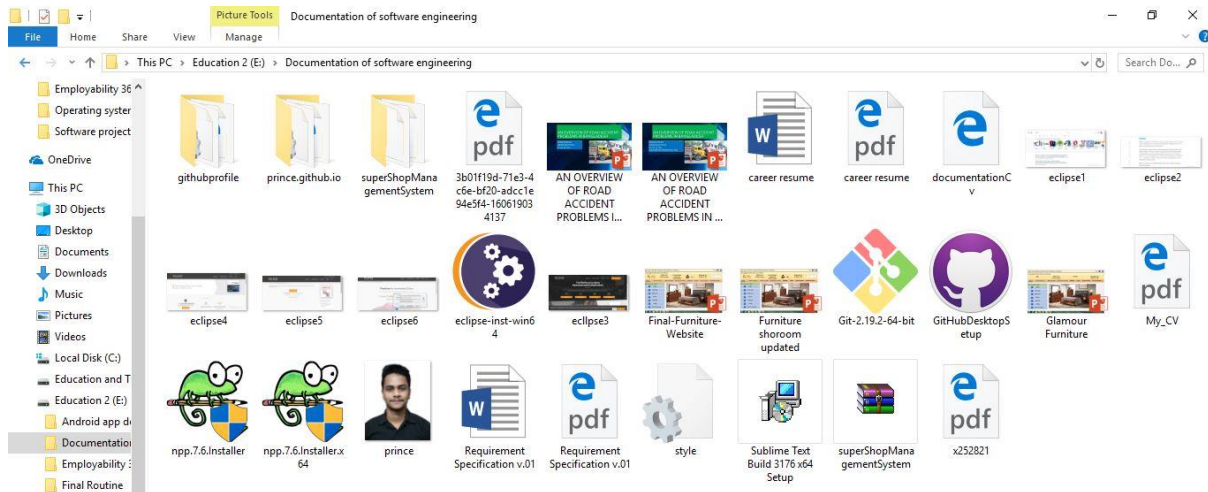 Picture Tools
Documentation of software engineering
File
Home
Share
View
Manage
This PC
Education 2 (E:)
Documentation of software engineering
Search Do...
Employability 36
Operating syster
Software project
OneDrive
This PC
3D Objects
Desktop
Documents
Downloads
Music
Pictures
Videos
Local Disk (C:)
Education and T
Education 2 (E:)
Android app de
Documentation
Employability 3
Final Routine
githubprofile
prince.github.io
superShopMana
gementSystem
pdf
3b01f19d-71e3-4
c6e-bf20-adcc1e
94e5f4-16061903
4137
AN OVERVIEW
OF ROAD
ACCIDENT
PROBLEMS I...
AN OVERVIEW
OF ROAD
ACCIDENT
PROBLEMS IN ...
W
career resume
pdf
career resume
documentationC
v
eclipse1
eclipse2
eclipse4
eclipse5
eclipse6
eclipse-inst-win6
4
ecllpse3
Final-Furniture-
Website
Furniture
shoroom
updated
Git-2.19.2-64-bit
GitHubDesktopS
etup
Glamour
Furniture
pdf
My_CV
npp.7.6.Installer
npp.7.6.Installer.x
64
prince
W
Requirement
Specification v.01
pdf
Requirement
Specification v.01
style
Sublime Text
Build 3176 x64
Setup
superShopMana
gementSystem
pdf
x252821